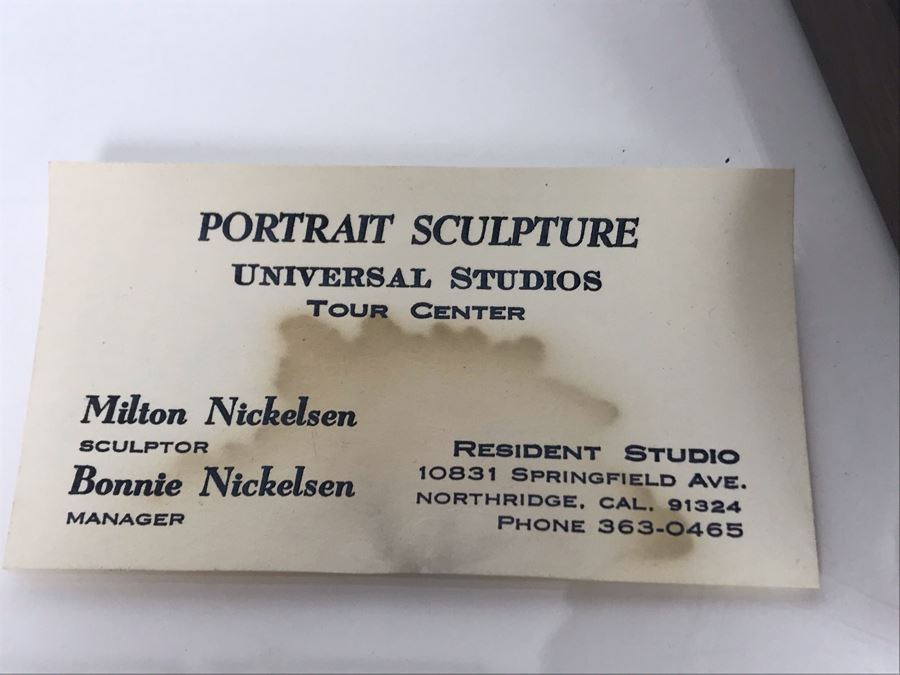 PORTRAIT SCULPTURE
UNIVERSAL STUDIOS
TOUR CENTER
Milton Nickelsen
SCULPTOR
Bonnie Nickelsen
MANAGER
RESIDENT STUDIO
10831 SPRINGFIELD AVE.
NORTHRIDGE, CAL. 91324
PHONE 363-0465